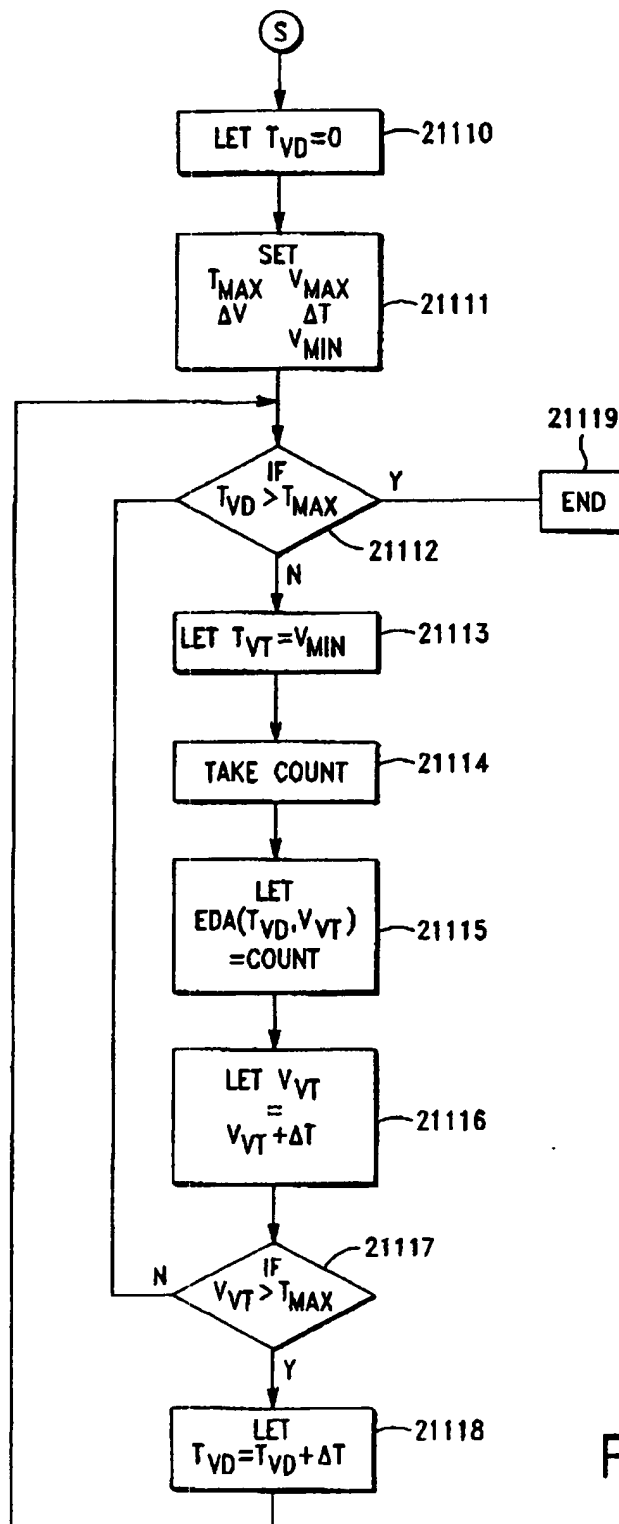 S
LET T_VD=0
21110
SET
T_MAX V_MAX
ΔV ΔT
V_MIN
21111
21119
IF
T_VD > T_MAX
Y
END
21112
N
LET T_VT=V_MIN
21113
TAKE COUNT
21114
LET
EDA(T_VD,V_VT)
=COUNT
21115
LET V_VT
=
V_VT+ΔT
21116
21117
N
IF
V_VT > T_MAX
Y
LET
T_VD=T_VD+ΔT
21118
F